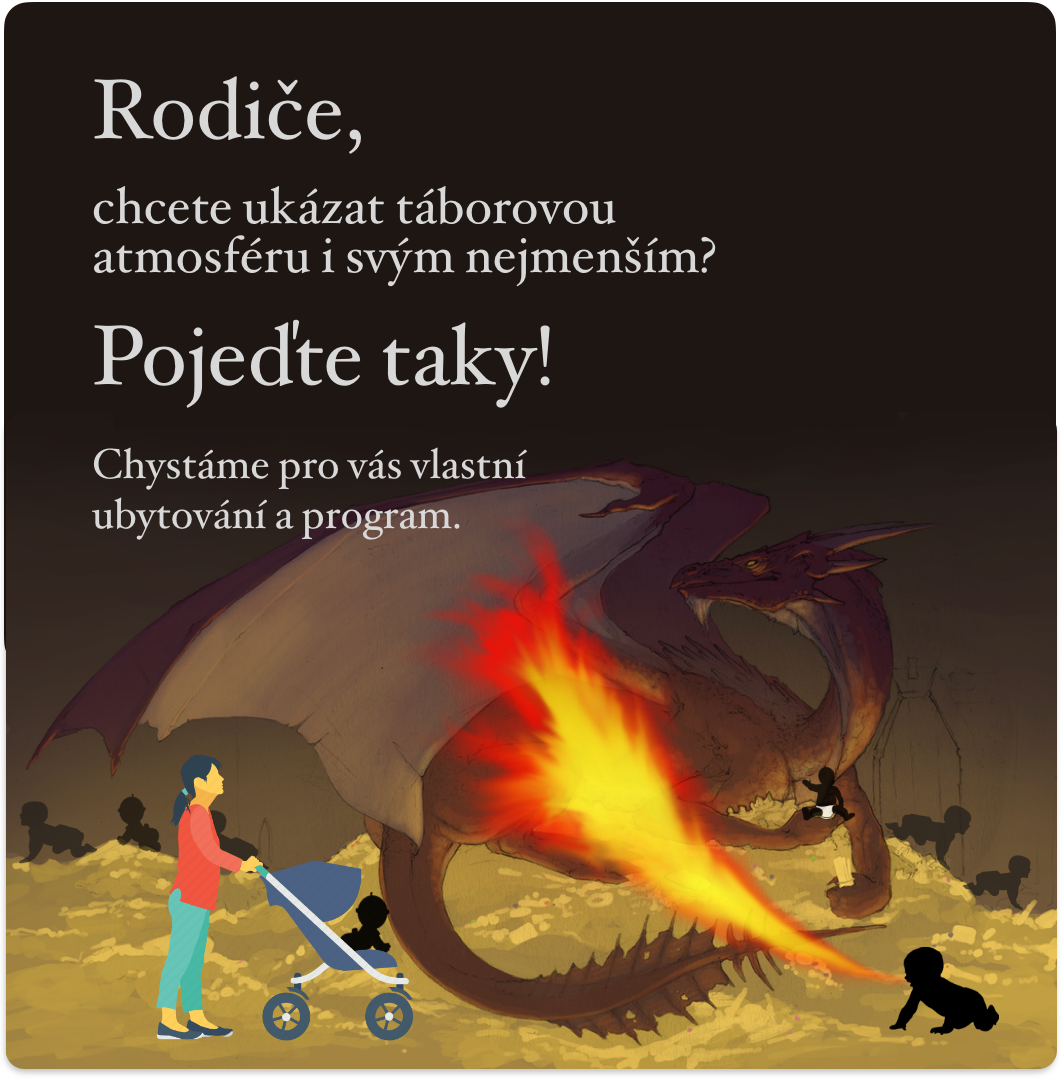 Rodiče,
chcete ukázat táborovou
atmosféru i svým nejmenším?
Pojeďte taky!
Chystáme pro vás vlastní
ubytování a program.